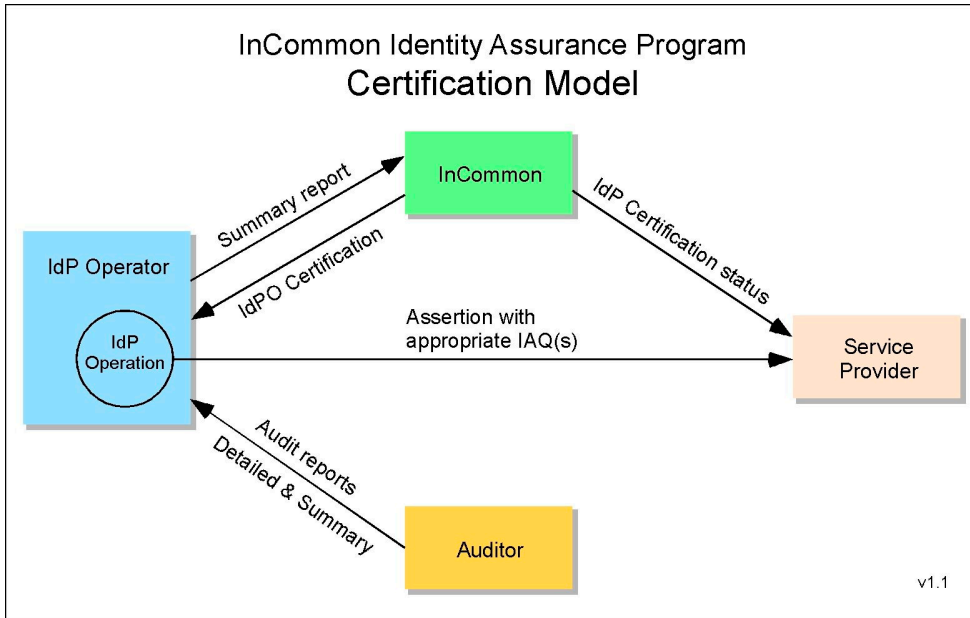 InCommon Identity Assurance Program
Certification Model
InCommon
Summary report
IdPO Certification
IdP Certification status
IdP Operator
IdP
Operation
Assertion with
appropriate IAQ(s)
Service
Provider
Audit reports
Detailed & Summary
Auditor
v1.1